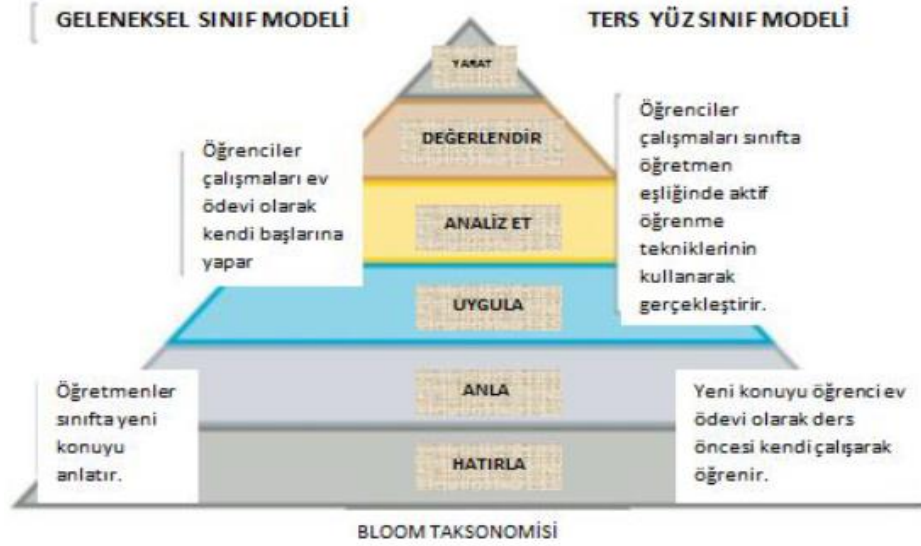 GELENEKSEL SINIF MODELİ
TERS YÜZ SINIF MODELİ
YARAT
DEĞERLENDİR
ANALİZ ET
UYGULA
ANLA
HATIRLA
Öğrenciler
çalışmaları ev
ödevi olarak
kendi başlarına
yapar
Öğretmenler
sınıfta yeni
konuyu
anlatır.
Öğrenciler
çalışmaları sınıfta
öğretmen
eşliğinde aktif
öğrenme
tekniklerinin
kullanarak
gerçekleştirir.
Yeni konuyu öğrenci ev
ödevi olarak ders
öncesi kendi çalışarak
öğrenir.
BLOOM TAKSONOMİSİ